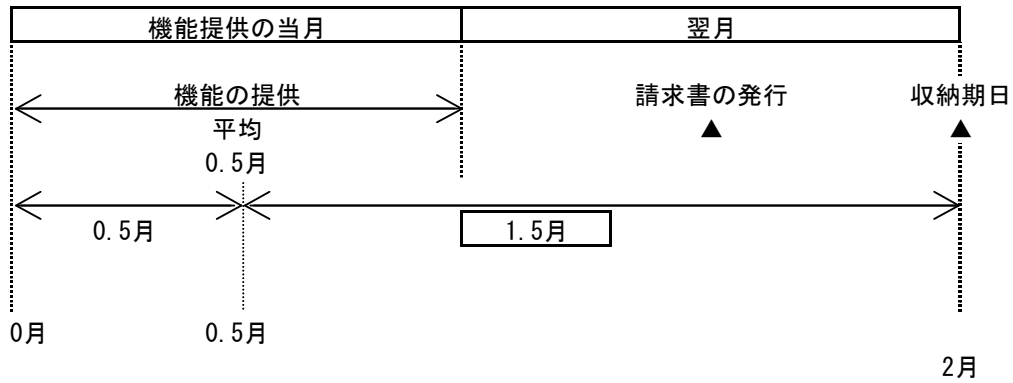 機能提供の当月 翌月
機能の提供 請求書の発行 収納期日
平均 ▲ ▲
0.5月
0.5月 1.5月
0月 0.5月
2月